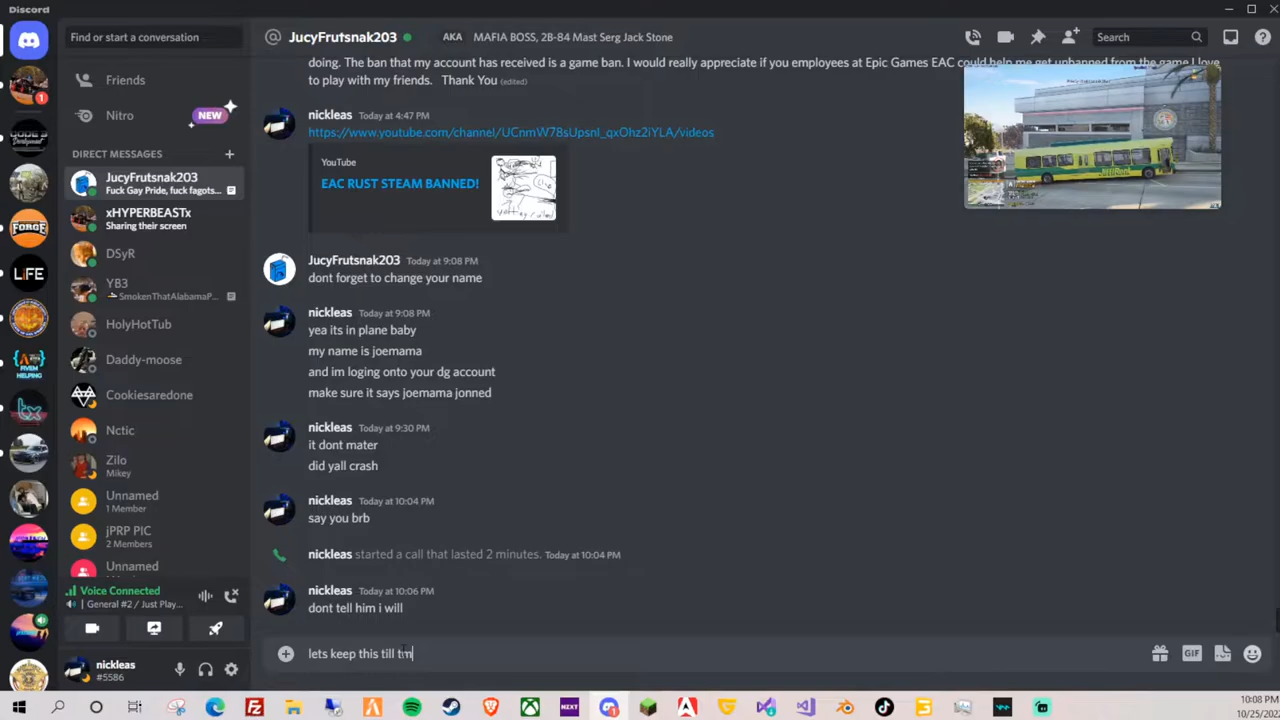 Discord
Find or start a conversation
JucyFrutsnak203
AKA MAFIA BOSS, 2B-84 Mast Serg Jack Stone
Search
Friends
Nitro NEW
DIRECT MESSAGES
JucyFrutsnak203
Fuck Gay Pride, fuck fagots...
xHYPERBEASTx
Sharing their screen
DSyR
YB3
SmokenThatAlabamaP...
HolyHotTub
Daddy-moose
Cookiesaredone
Nctic
Zilo
Mikey
Unnamed
1 Member
jPRP PIC
2 Members
Unnamed
Voice Connected
General #2 / Just Play...
nickleas
#5586
doing. The ban that my account has received is a game ban. I would really appreciate if you employees at Epic Games EAC could help me get unbanned from the game I love
to play with my friends. Thank You (edited)
nickleas Today at 4:47 PM
https://www.youtube.com/channel/UCnmW78sUpsnI_qxOhz2iYLA/videos
YouTube
EAC RUST STEAM BANNED!
JucyFrutsnak203 Today at 9:08 PM
dont forget to change your name
nickleas Today at 9:08 PM
yea its in plane baby
my name is joemama
and im loging onto your dg account
make sure it says joemama jonned
nickleas Today at 9:30 PM
it dont mater
did yall crash
nickleas Today at 10:04 PM
say you brb
nickleas started a call that lasted 2 minutes. Today at 10:04 PM
nickleas Today at 10:06 PM
dont tell him i will
lets keep this till tm
GIF
10:08 PM